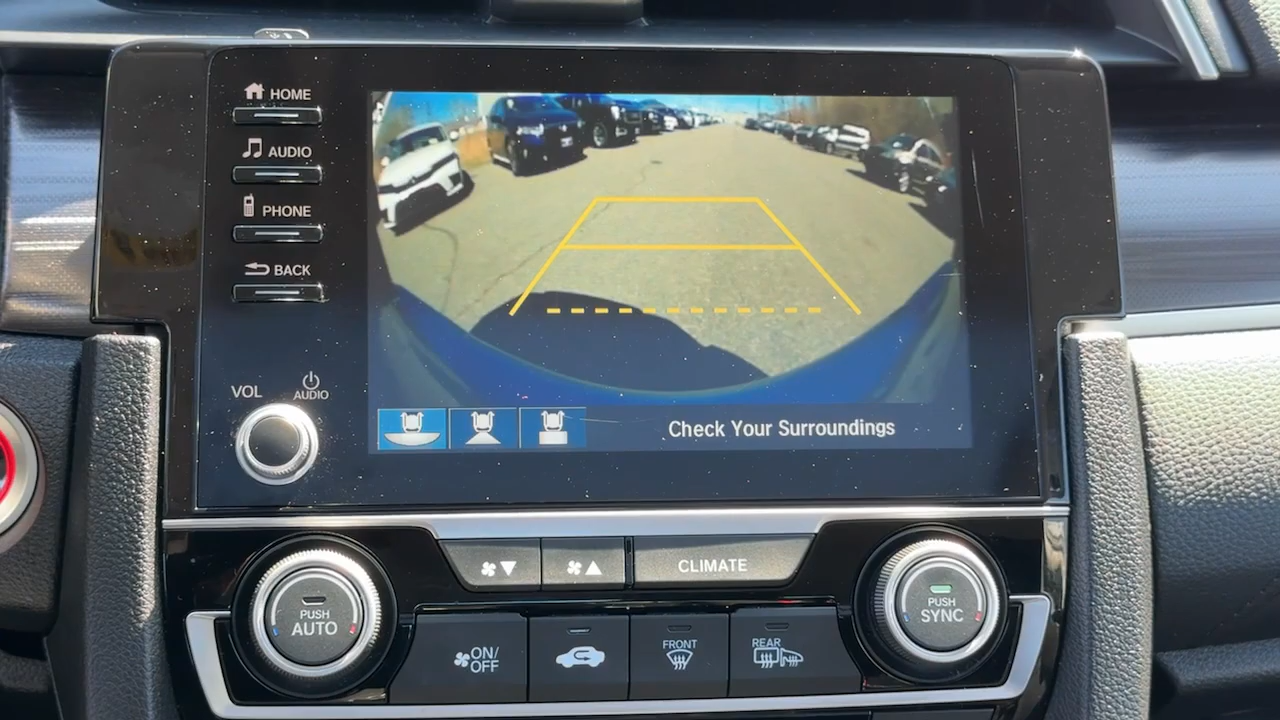 HOME
AUDIO
PHONE
BACK
VOL
AUDIO
Check Your Surroundings
CLIMATE
PUSH
AUTO
ON/
OFF
FRONT
REAR
PUSH
SYNC